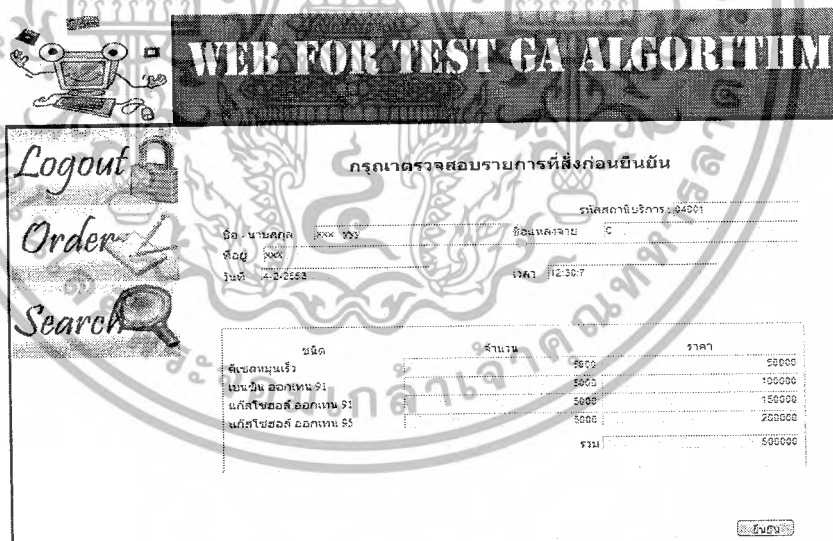 WEB FOR TEST GA ALGORITHM
Logout
Order
Search
กรุณาตรวจสอบรายการที่สั่งก่อนยืนยัน
รหัสสถานีบริการ : 04001
ชื่อ - นามสกุล xxx yyy ชื่อแหลงจาย C
ที่อยู่ xxx
วันที่ 4-2-2553 เวลา 12:30:7
ชนิด จำนวน ราคา
ดีเซลหมุนเร็ว 5000 50000
เบนซิน ออกเทน 91 5000 100000
แก๊สโซฮอล์ ออกเทน 91 5000 150000
แก๊สโซฮอล์ ออกเทน 95 5000 200000
รวม 500000
ยืนยัน